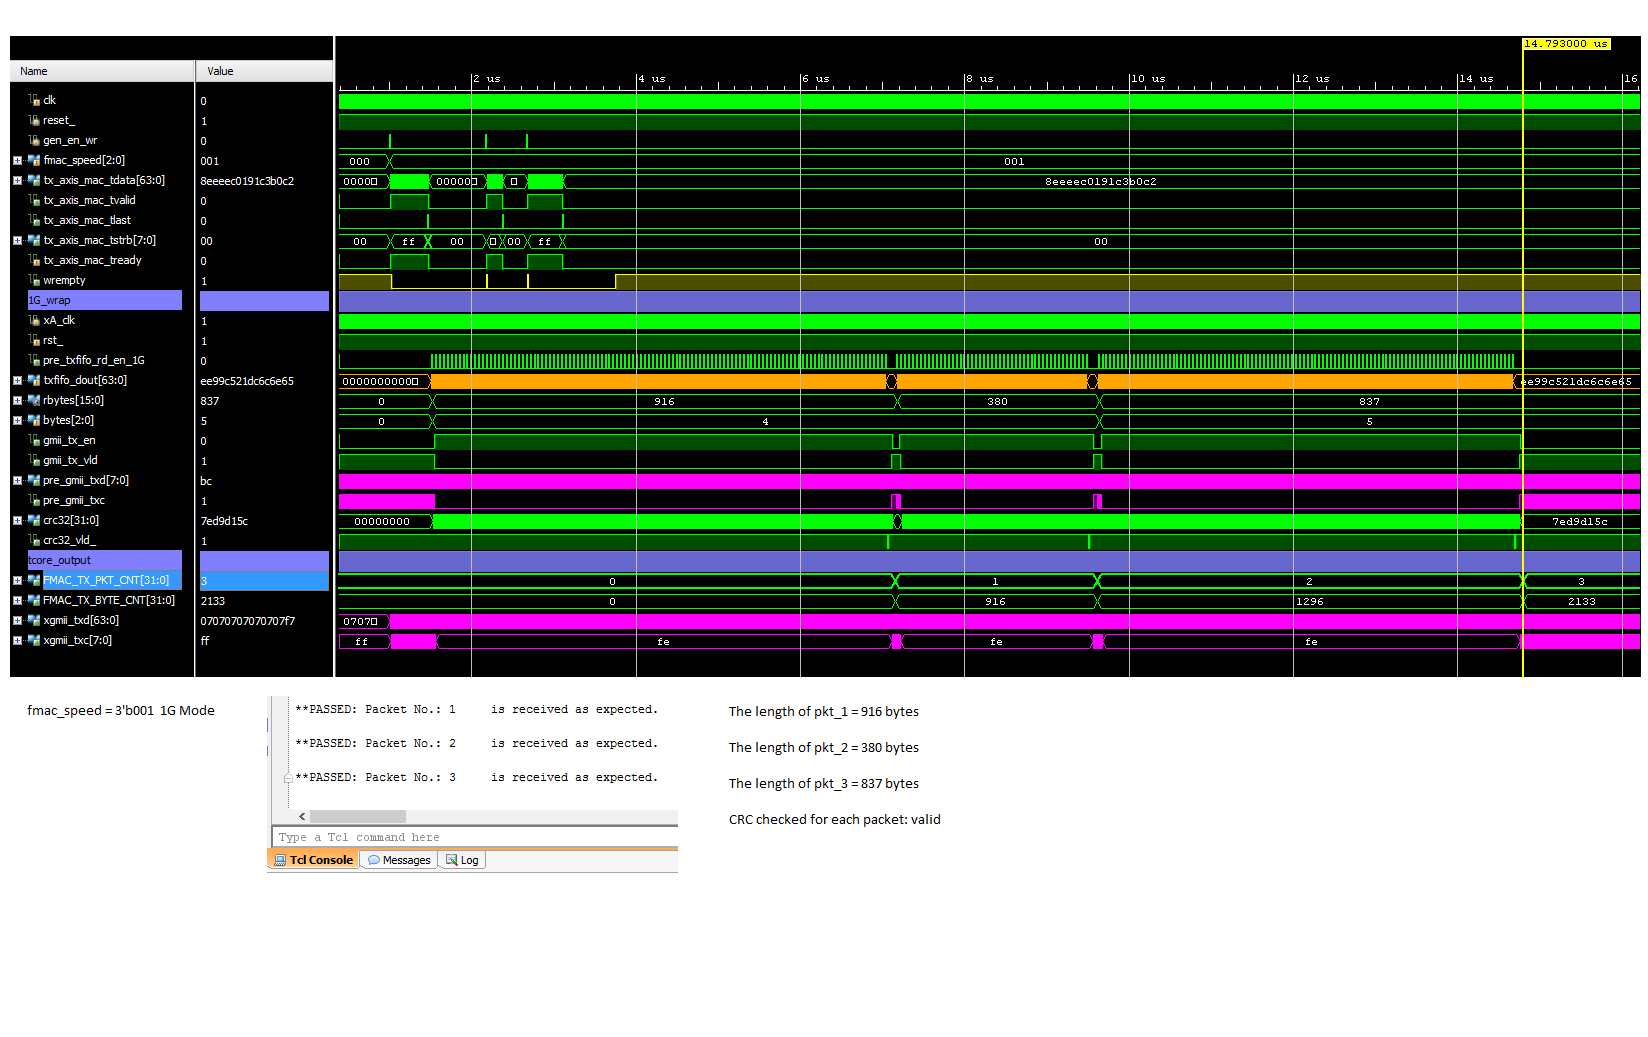 14.793000 us
Name Value 2 us 4 us 6 us 8 us 10 us 12 us 14 us 16
clk 0
reset_ 1
gen_en_wr 0
fmac_speed[2:0] 001 000 001
tx_axis_mac_tdata[63:0] 8eeeec0191c3b0c2 0000 00000 8eeeec0191c3b0c2
tx_axis_mac_tvalid 0
tx_axis_mac_tlast 0
tx_axis_mac_tstrb[7:0] 00 00 ff 00 00 ff 00
tx_axis_mac_tready 0
wrempty 1
1G_wrap
xA_clk 1
rst_ 1
pre_txfifo_rd_en_1G 0
txfifo_dout[63:0] ee99c521dc6c6e65 0000000000 ee99c521dc6c6e65
rbytes[15:0] 837 0 916 380 837
bytes[2:0] 5 0 4 5
gmii_tx_en 0
gmii_tx_vld 1
pre_gmii_txd[7:0] bc
pre_gmii_txc 1
crc32[31:0] 7ed9d15c 00000000 7ed9d15c
crc32_vld_ 1
tcore_output
FMAC_TX_PKT_CNT[31:0] 3 0 1 2 3
FMAC_TX_BYTE_CNT[31:0] 2133 0 916 1296 2133
xgmii_txd[63:0] 07070707070707f7 0707
xgmii_txc[7:0] ff ff fe fe fe
fmac_speed = 3'b001 1G Mode
**PASSED: Packet No.: 1 is received as expected.
**PASSED: Packet No.: 2 is received as expected.
**PASSED: Packet No.: 3 is received as expected.
Type a Tcl command here
Tcl Console Messages Log
The length of pkt_1 = 916 bytes
The length of pkt_2 = 380 bytes
The length of pkt_3 = 837 bytes
CRC checked for each packet: valid